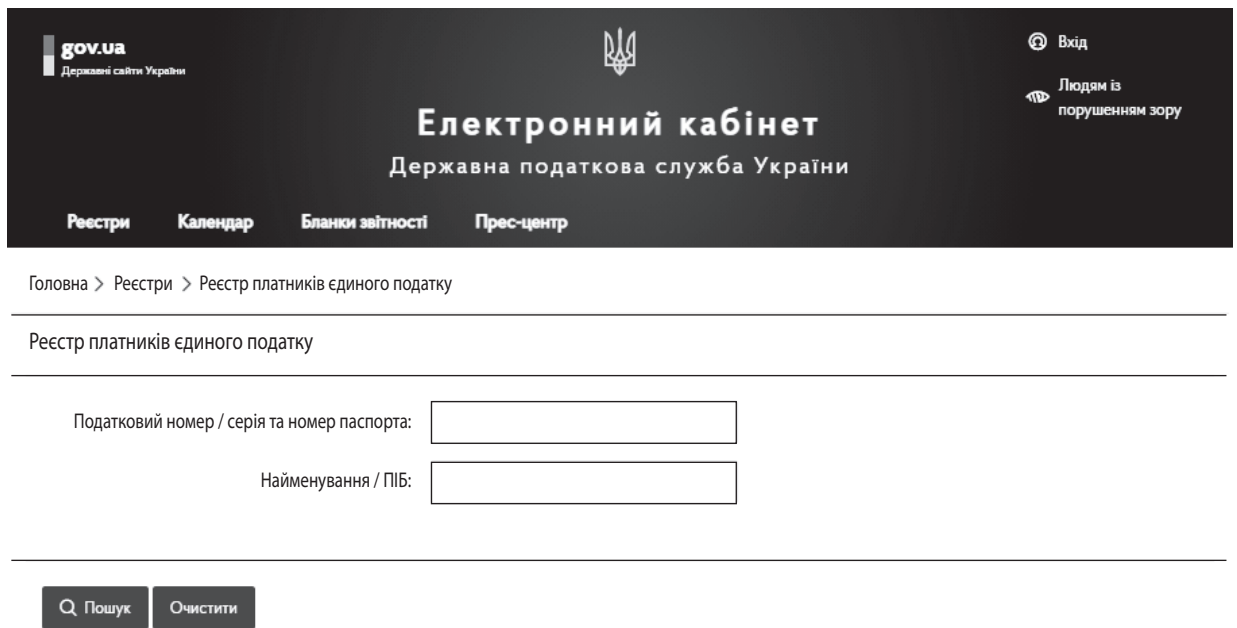 gov.ua
Державні сайти України
Вхід
Людям із
порушенням зору
Електронний кабінет
Державна податкова служба України
Реєстри Календар Бланки звітності Прес-центр
Головна > Реєстри > Реєстр платників єдиного податку
Реєстр платників єдиного податку
Податковий номер / серія та номер паспорта:
Найменування / ПІБ:
Пошук Очистити